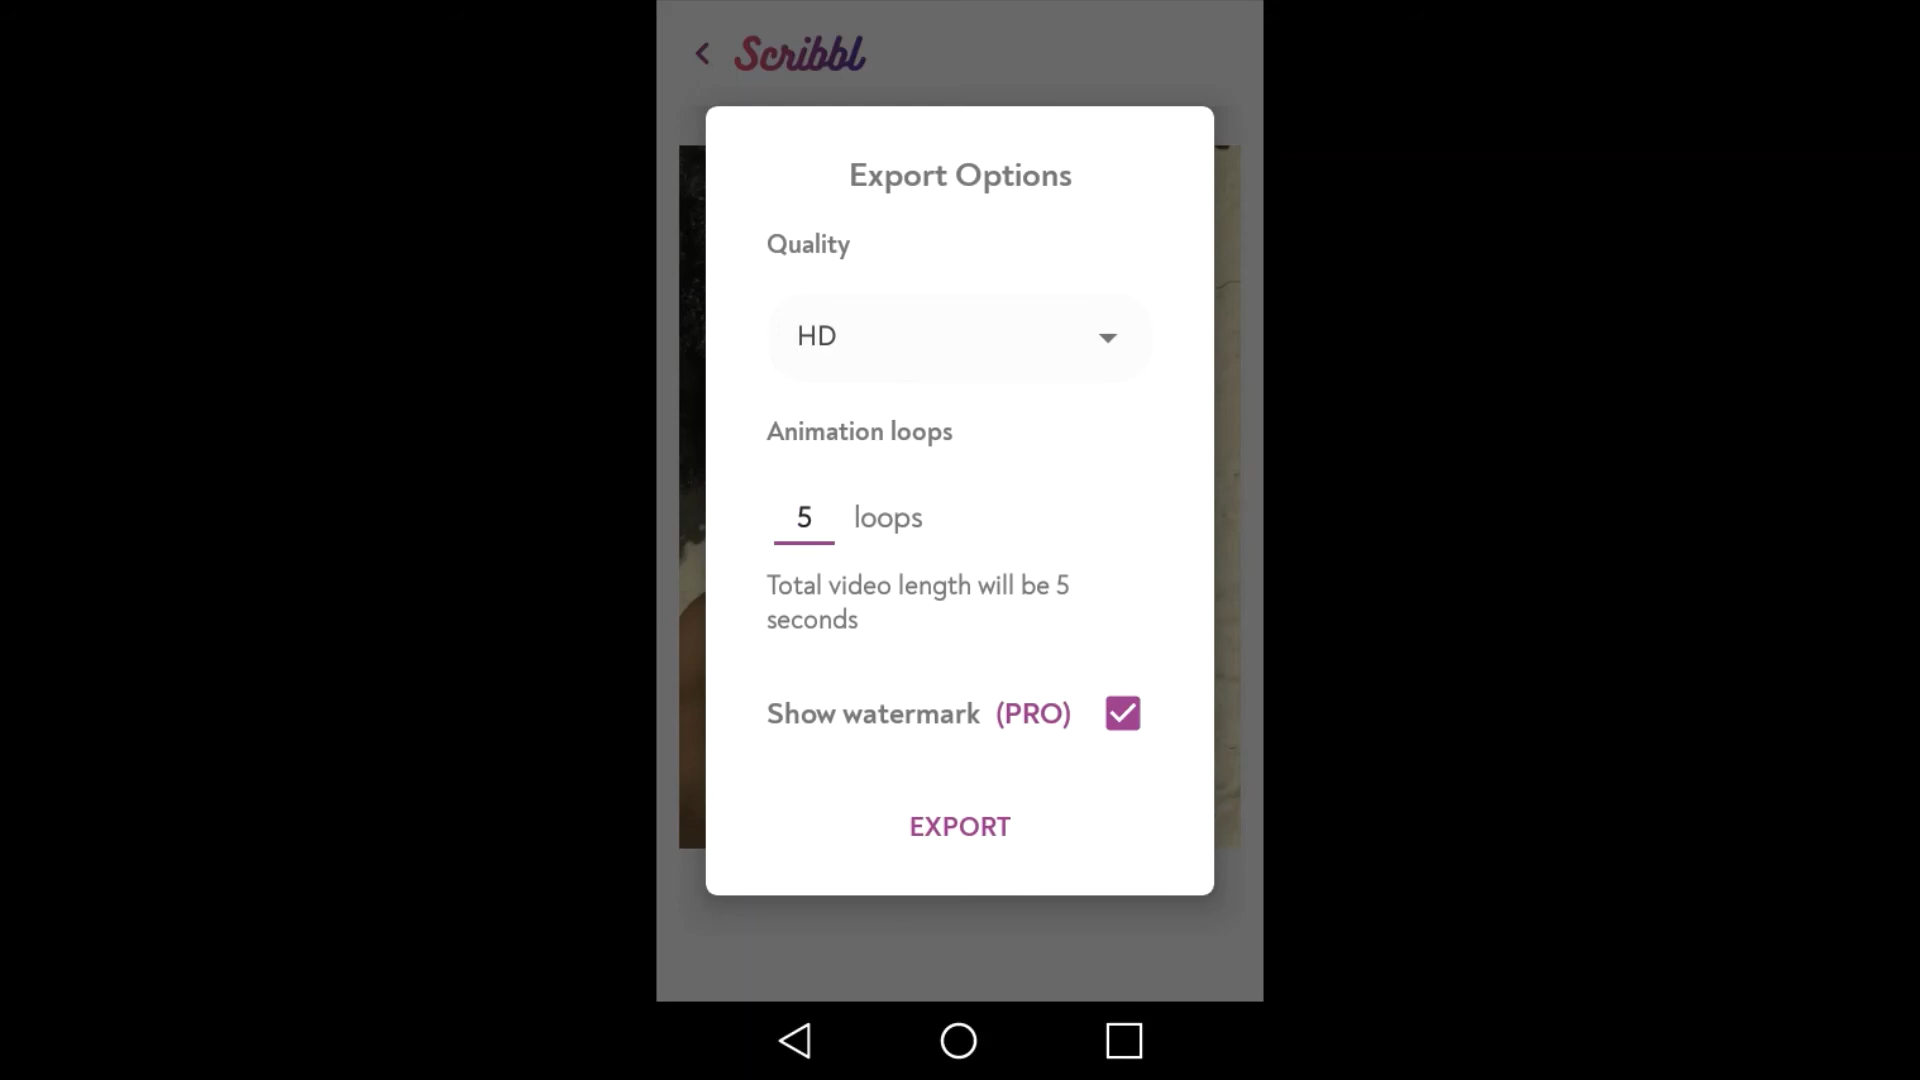 Scribbl
Export Options
Quality
HD
Animation loops
5 loops
Total video length will be 5
seconds
Show watermark (PRO)
EXPORT